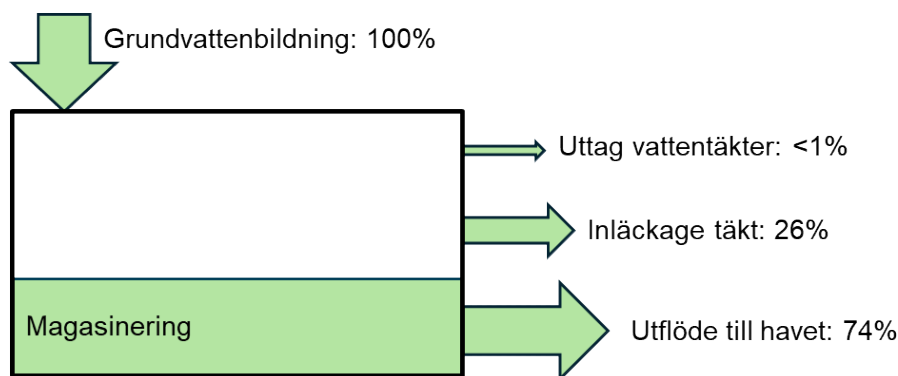 Grundvattenbildning: 100%
Uttag vattentäkter: <1%
Inläckage täkt: 26%
Magasinering
Utflöde till havet: 74%